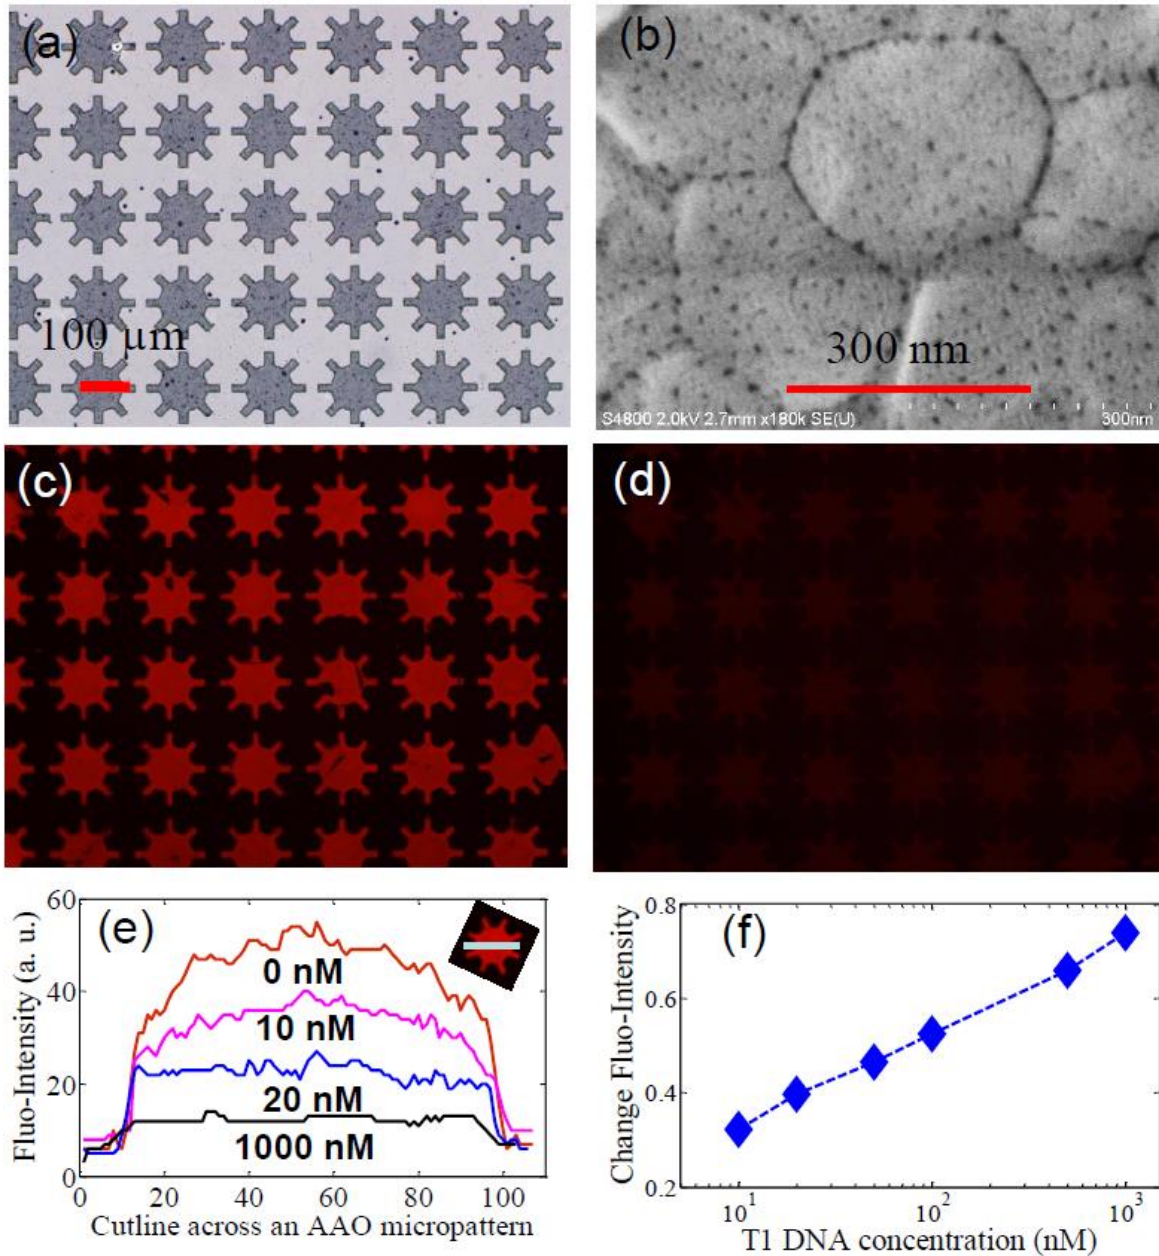 (a)
100 μm
(b)
300 nm
S4800 2.0kV 2.7mm x180k SE(U)
300nm
(c)
(d)
(e)
Fluo-Intensity (a. u.)
60
40
20
0
0 nM
10 nM
20 nM
1000 nM
0
20
40
60
80
100
Cutline across an AAO micropattern
(f)
Change Fluo-Intensity
0.8
0.6
0.4
0.2
10¹
10²
10³
T1 DNA concentration (nM)